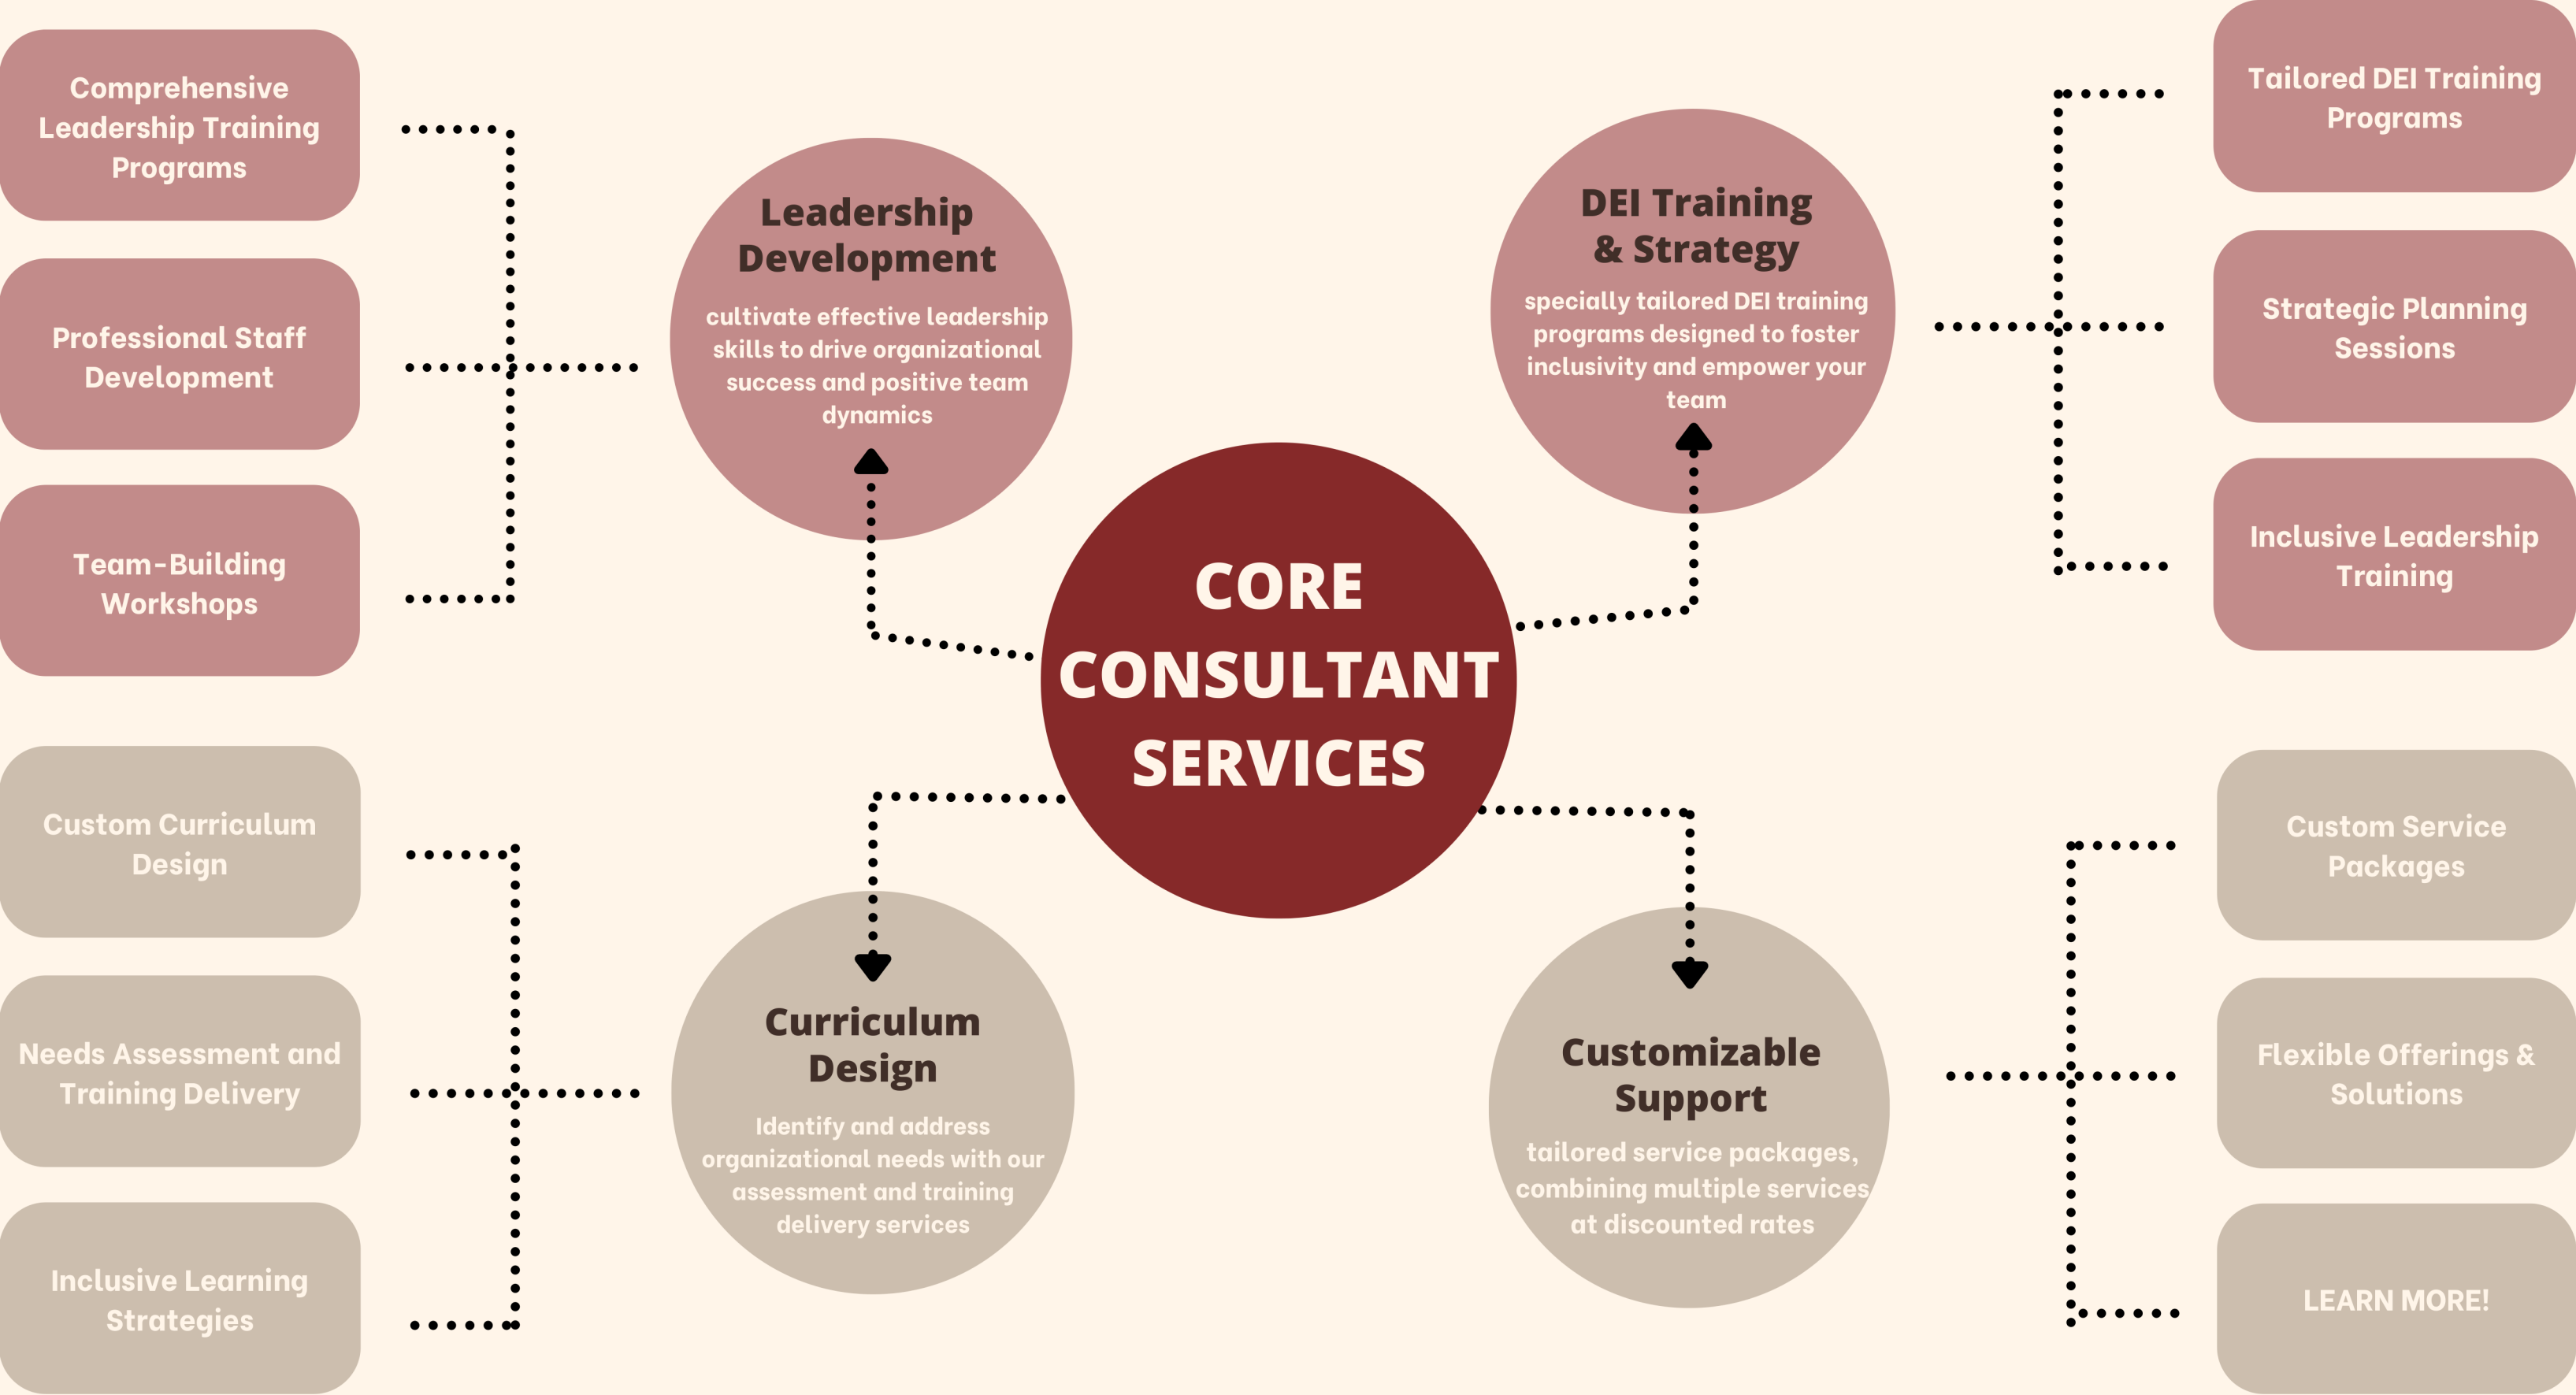 Comprehensive
Leadership Training
Programs
Professional Staff
Development
Team-Building
Workshops
Leadership
Development
cultivate effective leadership
skills to drive organizational
success and positive team
dynamics
DEI Training
& Strategy
specially tailored DEI training
programs designed to foster
inclusivity and empower your
team
Tailored DEI Training
Programs
Strategic Planning
Sessions
Inclusive Leadership
Training
CORE
CONSULTANT
SERVICES
Custom Curriculum
Design
Needs Assessment and
Training Delivery
Inclusive Learning
Strategies
Curriculum
Design
Identify and address
organizational needs with our
assessment and training
delivery services
Customizable
Support
tailored service packages,
combining multiple services
at discounted rates
Custom Service
Packages
Flexible Offerings &
Solutions
LEARN MORE!